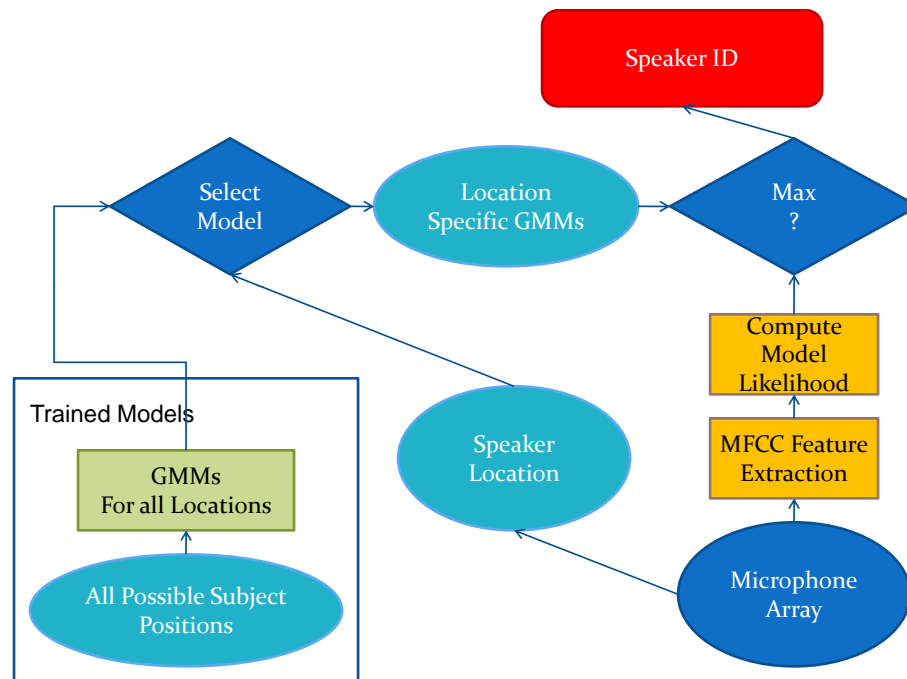 Speaker ID
Select
Model
Location
Specific GMMs
Max
?
Compute
Model
Likelihood
Trained Models
GMMs
For all Locations
Speaker
Location
MFCC Feature
Extraction
All Possible Subject
Positions
Microphone
Array